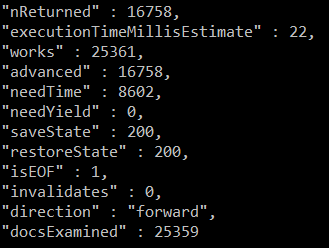 "nReturned" : 16758,
"executionTimeMillisEstimate" : 22,
"works" : 25361,
"advanced" : 16758,
"needTime" : 8602,
"needYield" : 0,
"saveState" : 200,
"restoreState" : 200,
"isEOF" : 1,
"invalidates" : 0,
"direction" : "forward",
"docsExamined" : 25359